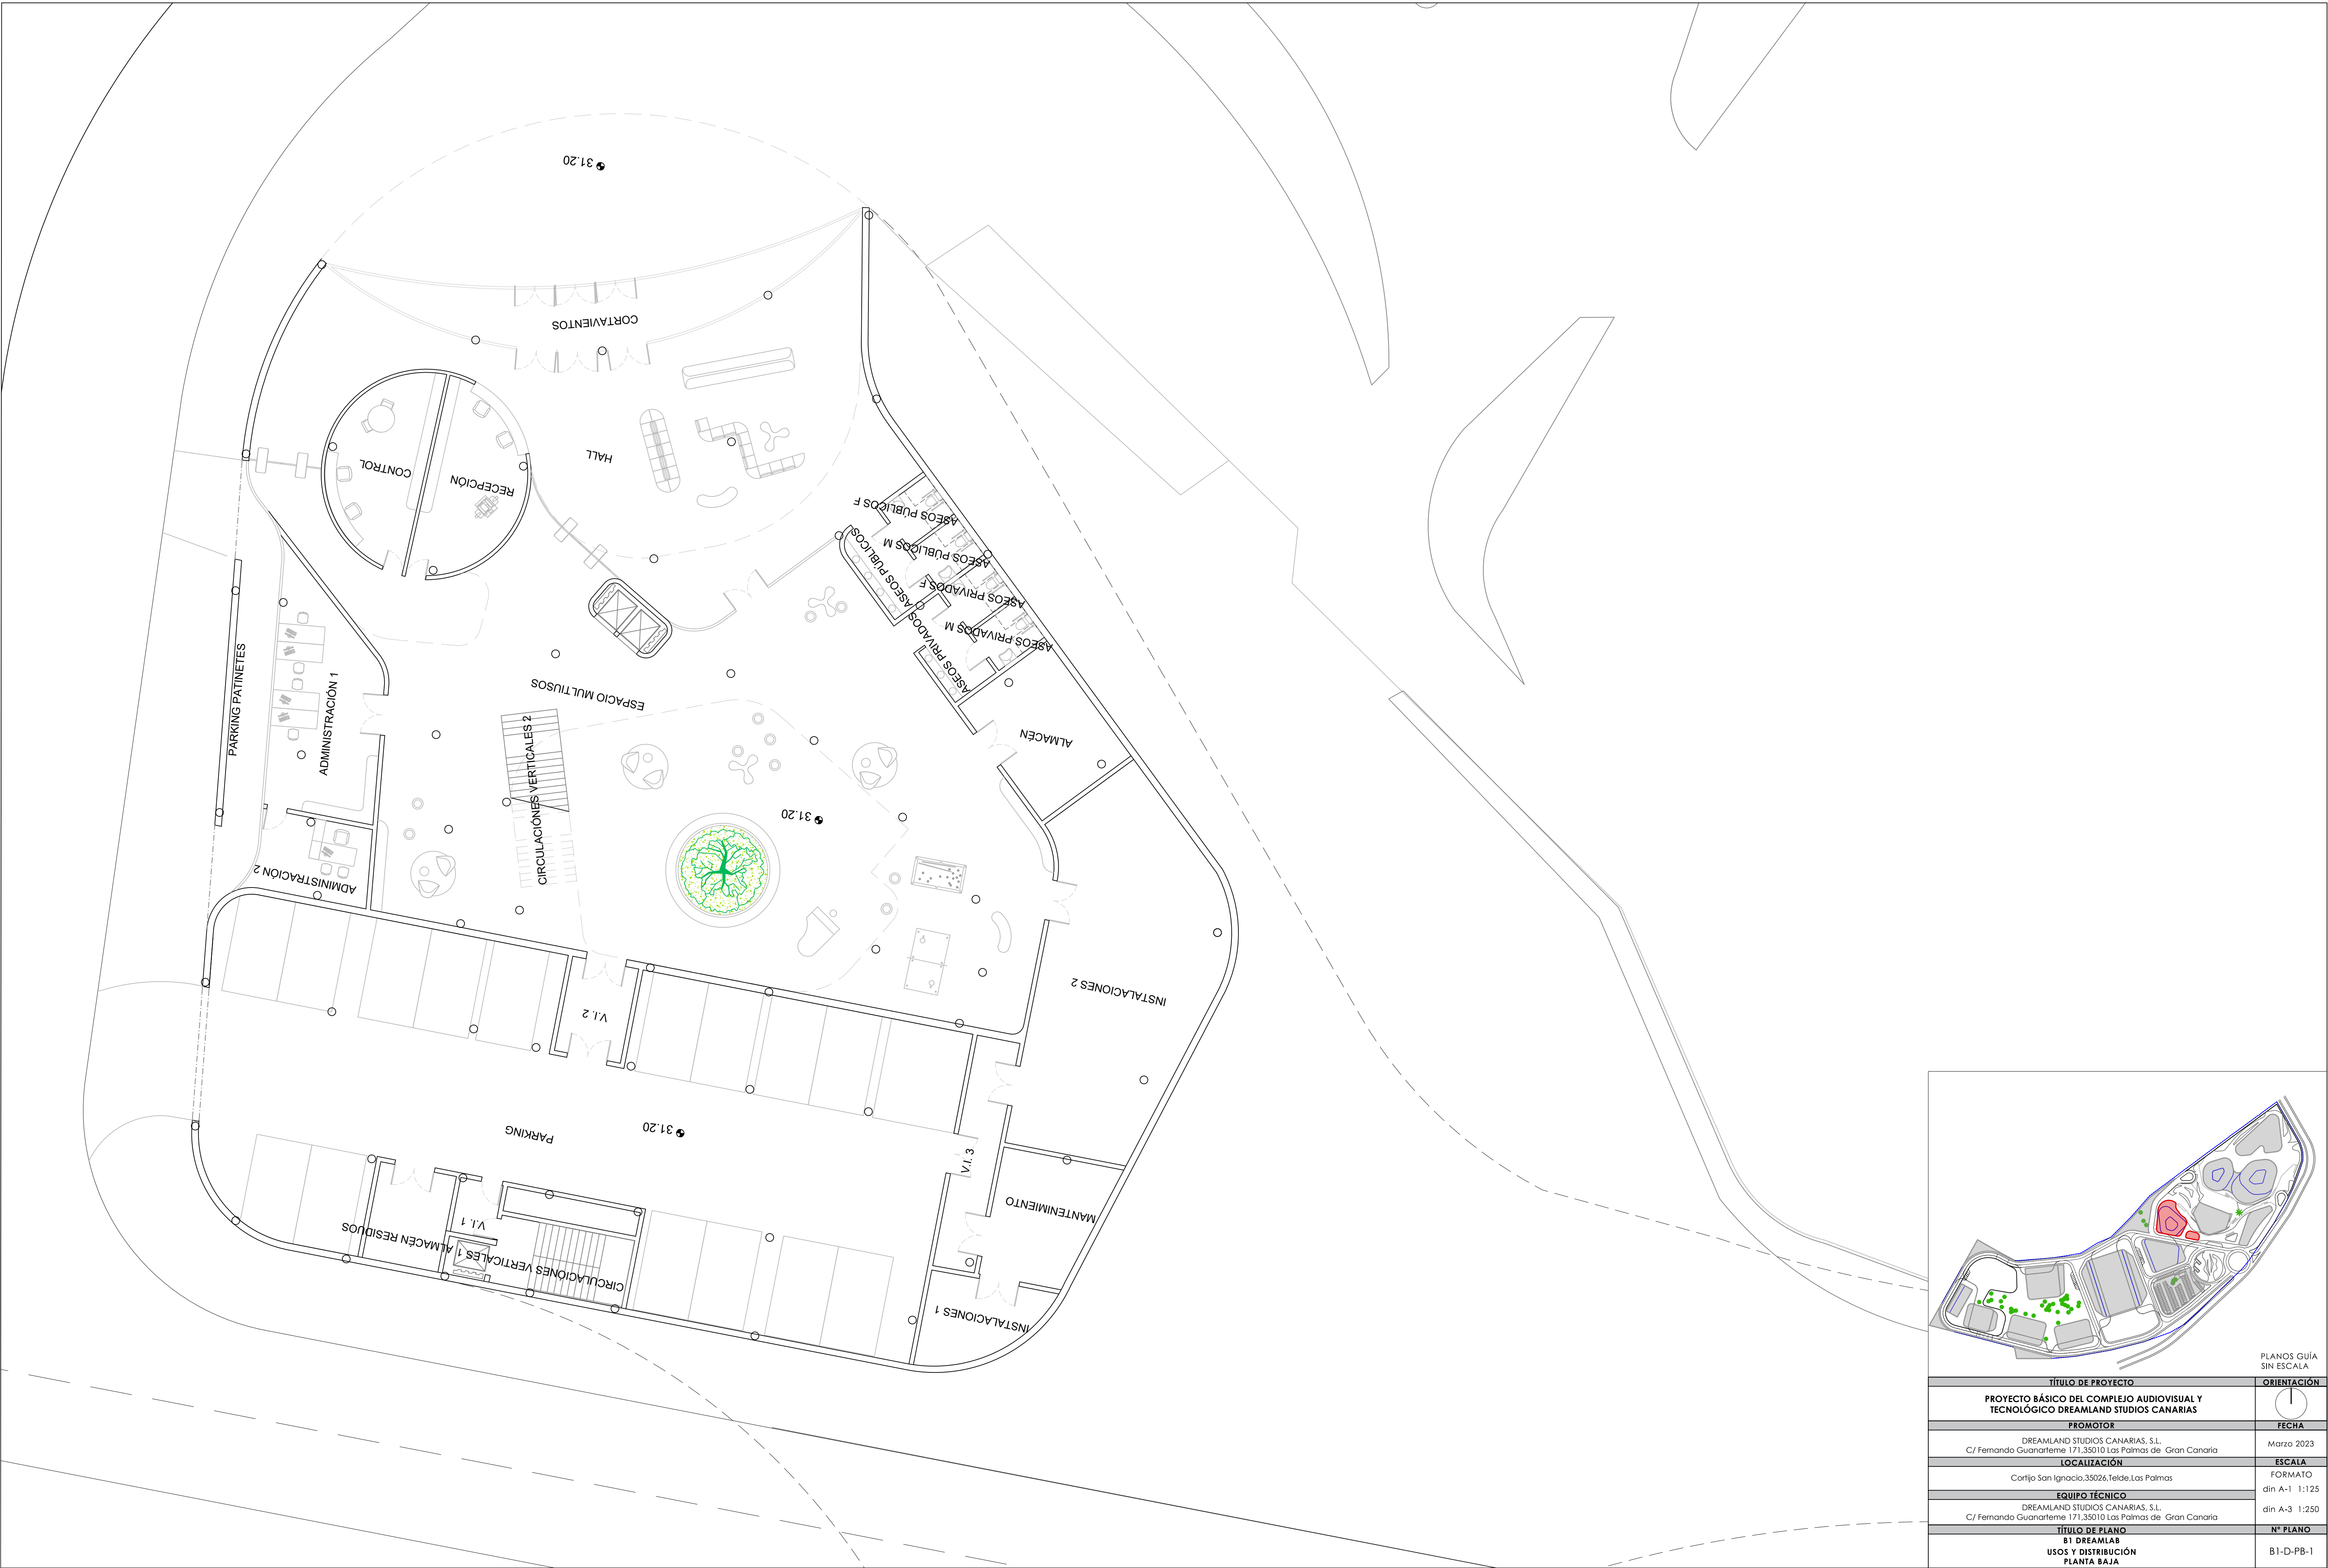 31.20
CORTAVIENTOS
HALL
CONTROL
RECEPCIÓN
ASEOS PÚBLICOS F
ASEOS PÚBLICOS M
ASEOS PÚBLICOS
ASEOS PRIVADOS F
ASEOS PRIVADOS M
ASEOS PRIVADOS
PARKING PATINETES
ADMINISTRACIÓN 1
ESPACIO MULTIUSOS
CIRCULACIÓNES VERTICALES 2
ALMACÉN
31.20
ADMINISTRACIÓN 2
INSTALACIONES 2
V.I. 2
PARKING
31.20
V.I. 3
MANTENIMIENTO
V.I. 1
ALMACÉN RESIDUOS
CIRCULACIÓNES VERTICALES 1
INSTALACIONES 1
PLANOS GUÍA
SIN ESCALA
TÍTULO DE PROYECTO
ORIENTACIÓN
PROYECTO BÁSICO DEL COMPLEJO AUDIOVISUAL Y
TECNOLÓGICO DREAMLAND STUDIOS CANARIAS
PROMOTOR
FECHA
DREAMLAND STUDIOS CANARIAS, S.L.
C/ Fernando Guanarteme 171,35010 Las Palmas de Gran Canaria
Marzo 2023
LOCALIZACIÓN
ESCALA
Cortijo San Ignacio,35026,Telde,Las Palmas
FORMATO
din A-1 1:125
din A-3 1:250
EQUIPO TÉCNICO
DREAMLAND STUDIOS CANARIAS, S.L.
C/ Fernando Guanarteme 171,35010 Las Palmas de Gran Canaria
TÍTULO DE PLANO
Nº PLANO
B1 DREAMLAB
USOS Y DISTRIBUCIÓN
PLANTA BAJA
B1-D-PB-1